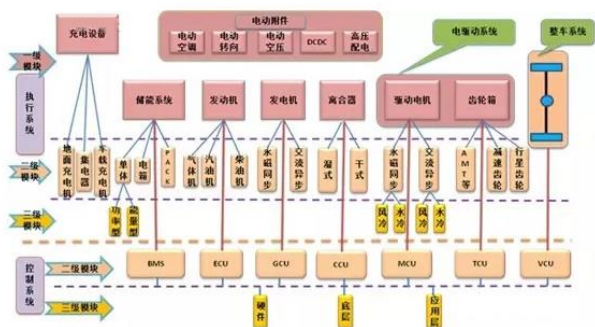 充电设备
电动附件
电动空调
电动转向
电动空压
DCDC
高压配电
电驱动系统
整车系统
一级模块
执行系统
储能系统
发动机
发电机
离合器
驱动电机
齿轮箱
二级模块
地面充电机
集电器
车载充电机
单体
电箱
PACK
气体机
汽油机
柴油机
永磁同步
交流异步
湿式
干式
永磁同步
交流异步
AMT等
减速齿轮
行星齿轮
三级模块
功率型
能量型
风冷
水冷
风冷
水冷
控制系统
二级模块
BMS
ECU
GCU
CCU
MCU
TCU
VCU
三级模块
硬件
底层
应用层